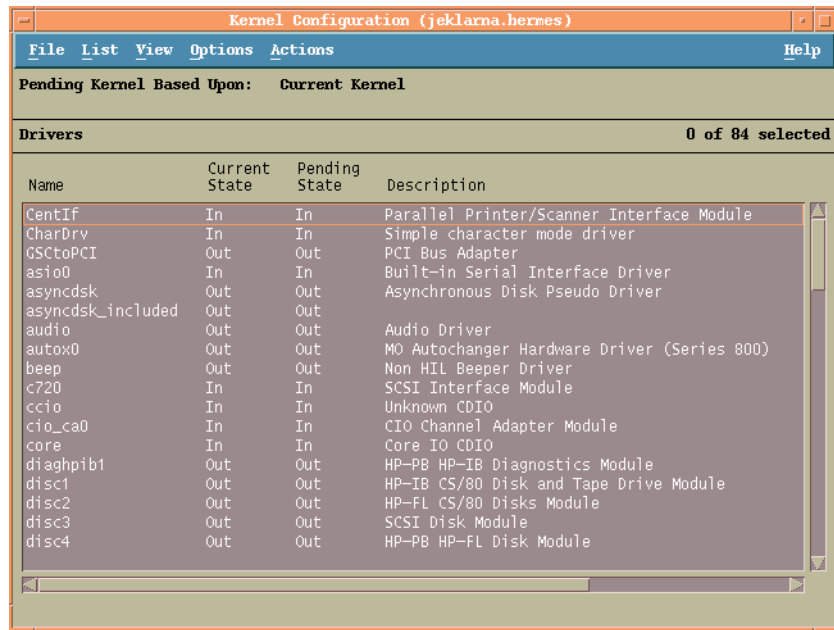 Kernel Configuration (jeklarna.hermes)
File List View Options Actions Help
Pending Kernel Based Upon: Current Kernel
Drivers 0 of 84 selected
Current Pending
Name State State Description
CentIf In In Parallel Printer/Scanner Interface Module
CharDrv In In Simple character mode driver
GSCtoPCI Out Out PCI Bus Adapter
asio0 In In Built-in Serial Interface Driver
asyncdsk Out Out Asynchronous Disk Pseudo Driver
asyncdsk_included Out Out
audio Out Out Audio Driver
autox0 Out Out MO Autochanger Hardware Driver (Series 800)
beep Out Out Non HIL Beeper Driver
c720 In In SCSI Interface Module
ccio In In Unknown CDIO
cio_ca0 In In CIO Channel Adapter Module
core In In Core IO CDIO
diaghpib1 Out Out HP-PB HP-IB Diagnostics Module
disc1 Out Out HP-IB CS/80 Disk and Tape Drive Module
disc2 Out Out HP-FL CS/80 Disks Module
disc3 Out Out SCSI Disk Module
disc4 Out Out HP-PB HP-FL Disk Module